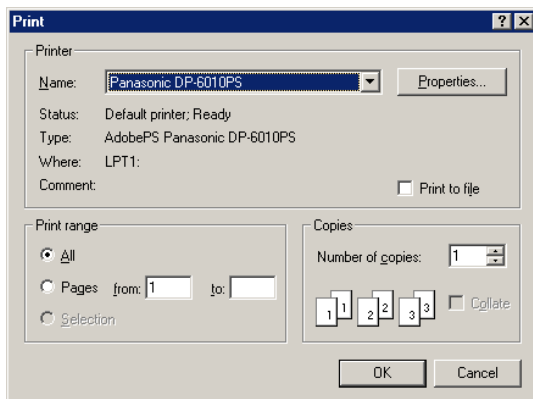 Print
Printer
Name: Panasonic DP-6010PS Properties...
Status: Default printer; Ready
Type: AdobePS Panasonic DP-6010PS
Where: LPT1:
Comment: Print to file
Print range
All
Pages from: 1 to:
Selection
Copies
Number of copies: 1
1 1 2 2 3 3 Collate
OK Cancel